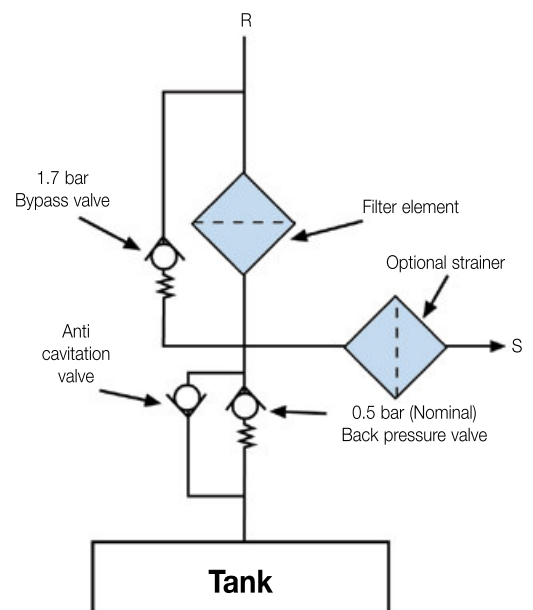 R
1.7 bar
Bypass valve
Filter element
Optional strainer
S
Anti
cavitation
valve
0.5 bar (Nominal)
Back pressure valve
Tank